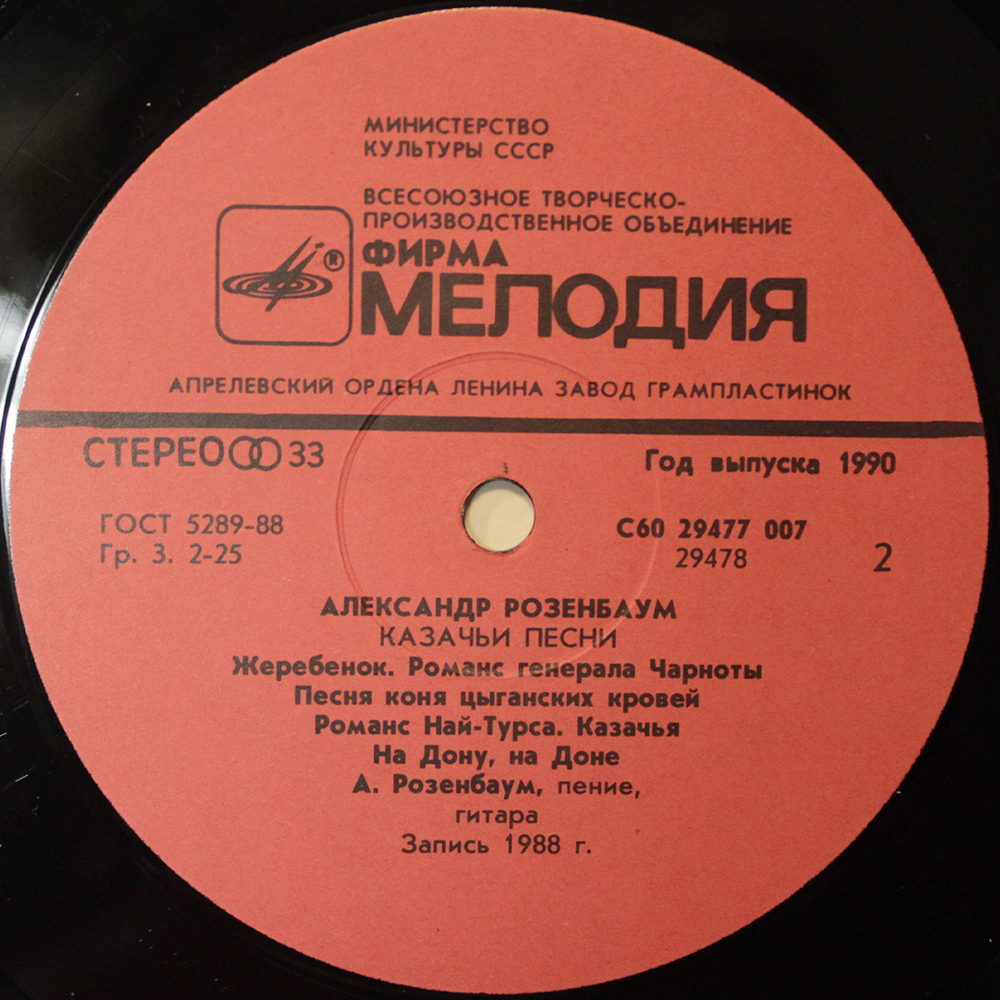 МИНИСТЕРСТВО
КУЛЬТУРЫ СССР
ВСЕСОЮЗНОЕ ТВОРЧЕСКО-
ПРОИЗВОДСТВЕННОЕ ОБЪЕДИНЕНИЕ
®
ФИРМА
МЕЛОДИЯ
АПРЕЛЕВСКИЙ ОРДЕНА ЛЕНИНА ЗАВОД ГРАМПЛАСТИНОК
СТЕРЕО 33
Год выпуска 1990
ГОСТ 5289-88
Гр. 3. 2-25
С60 29477 007
29478
2
АЛЕКСАНДР РОЗЕНБАУМ
КАЗАЧЬИ ПЕСНИ
Жеребенок. Романс генерала Чарноты
Песня коня цыганских кровей
Романс Най-Турса. Казачья
На Дону, на Доне
А. Розенбаум, пение,
гитара
Запись 1988 г.